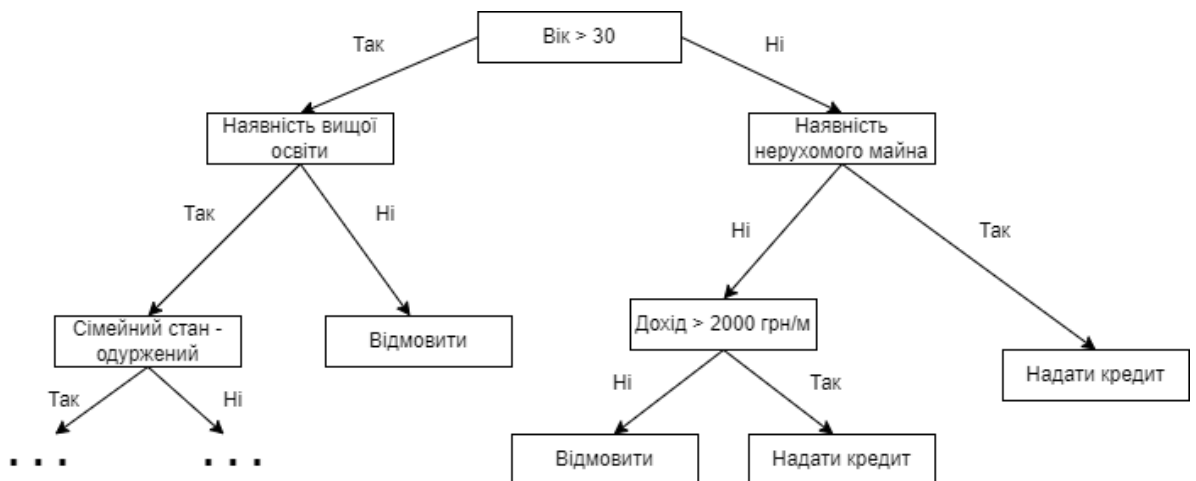 Вік > 30
Так
Ні
Наявність вищої
освіти
Наявність
нерухомого майна
Так
Ні
Ні
Так
Сімейний стан -
одуржений
Відмовити
Дохід > 2000 грн/м
Надати кредит
Так
Ні
Ні
Так
. . .
. . .
Відмовити
Надати кредит